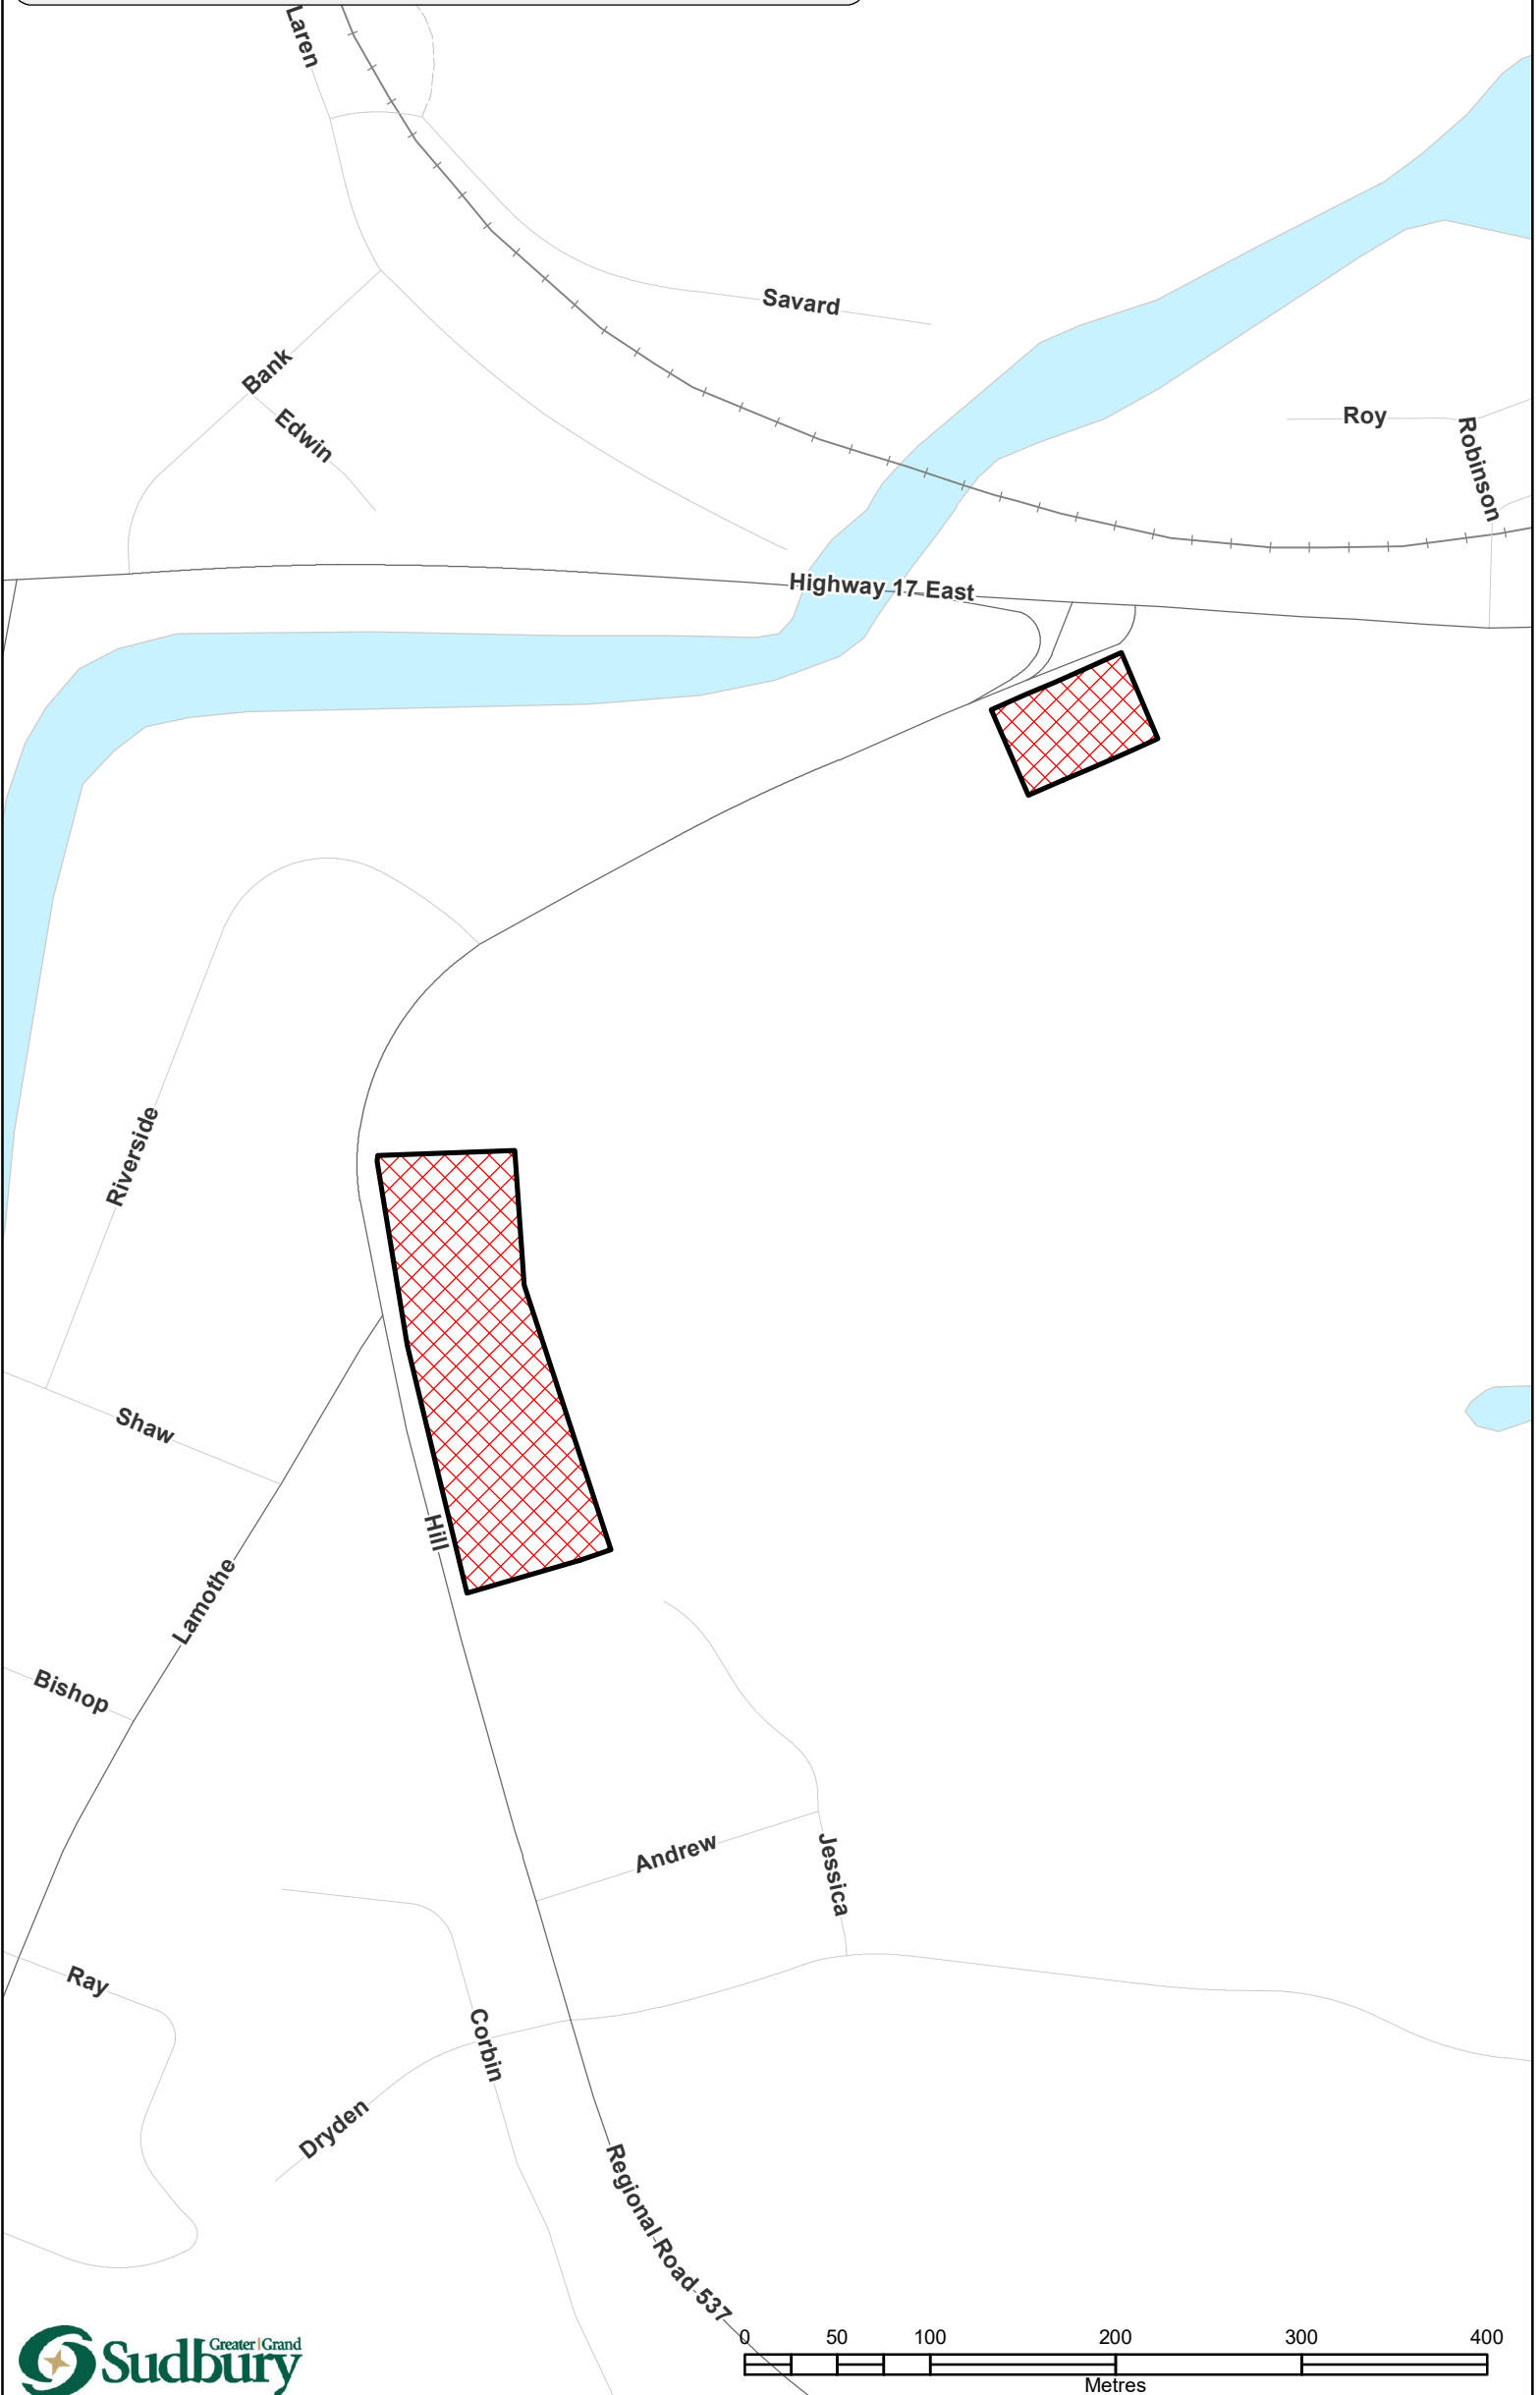 Laren
Savard
Bank
Edwin
Roy
Robinson
Highway 17 East
Riverside
Shaw
Hill
Lamothe
Bishop
Andrew
Jessica
Ray
Corbin
Dryden
Regional Road 537
Greater | Grand
Sudbury
0 50 100 200 300 400
Metres